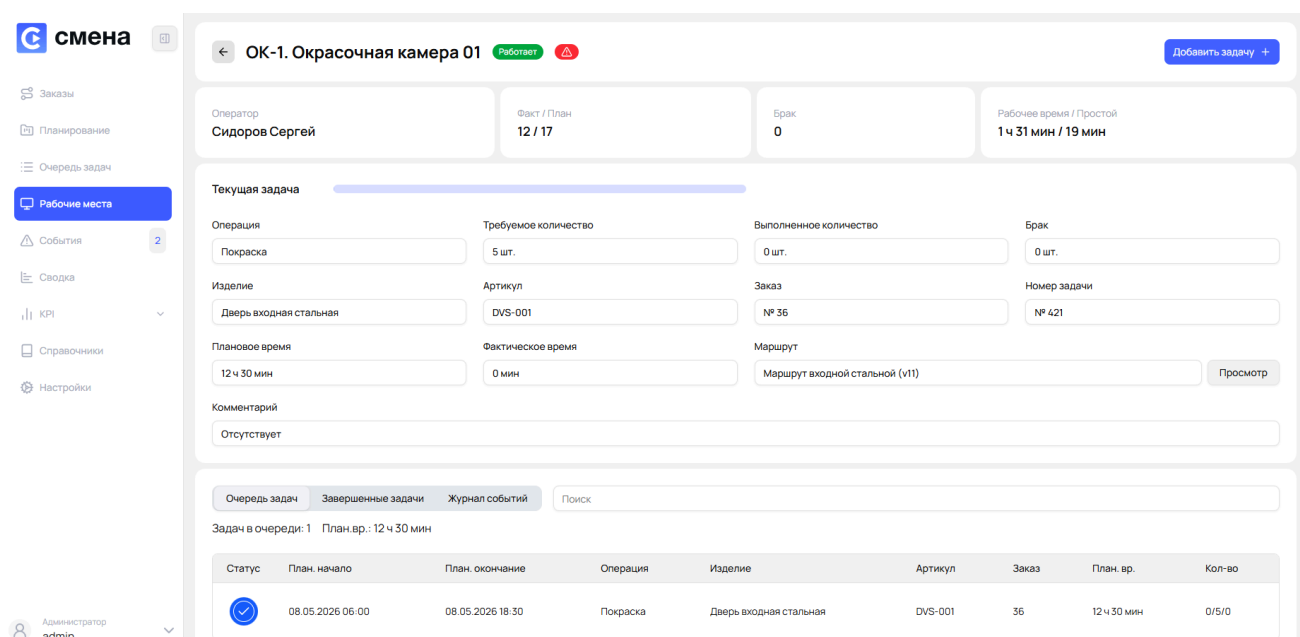 смена
Заказы
Планирование
Очередь задач
Рабочие места
События 2
Сводка
KPI
Справочники
Настройки
Администратор
admin
ОК-1. Окрасочная камера 01 Работает
Добавить задачу +
Оператор
Сидоров Сергей
Факт / План
12 / 17
Брак
0
Рабочее время / Простой
1 ч 31 мин / 19 мин
Текущая задача
Операция Требуемое количество Выполненное количество Брак
Покраска 5 шт. 0 шт. 0 шт.
Изделие Артикул Заказ Номер задачи
Дверь входная стальная DVS-001 № 36 № 421
Плановое время Фактическое время Маршрут
12 ч 30 мин 0 мин Маршрут входной стальной (v11) Просмотр
Комментарий
Отсутствует
Очередь задач Завершенные задачи Журнал событий Поиск
Задач в очереди: 1 План.вр.: 12 ч 30 мин
Статус План. начало План. окончание Операция Изделие Артикул Заказ План. вр. Кол-во
08.05.2026 06:00 08.05.2026 18:30 Покраска Дверь входная стальная DVS-001 36 12 ч 30 мин 0/5/0